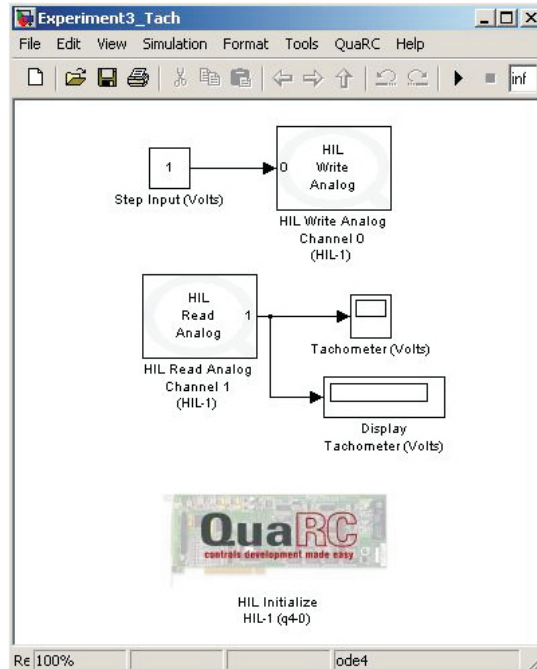 Experiment3_Tach
File Edit View Simulation Format Tools QuaRC Help
inf
1
Step Input (Volts)
0
HIL
Write
Analog
HIL Write Analog
Channel 0
(HIL-1)
HIL
Read
Analog
1
HIL Read Analog
Channel 1
(HIL-1)
Tachometer (Volts)
Display
Tachometer (Volts)
QuaRC
controls development made easy
HIL Initialize
HIL-1 (q4-0)
Re 100% ode4